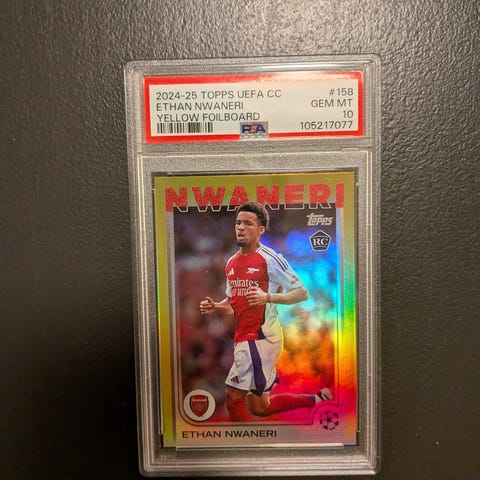 2024-25 TOPPS UEFA CC #158
ETHAN NWANERI GEM MT
YELLOW FOILBOARD 10
PSA 105217077
NWANERI
Topps
RC
Emirates
Arsenal
ETHAN NWANERI